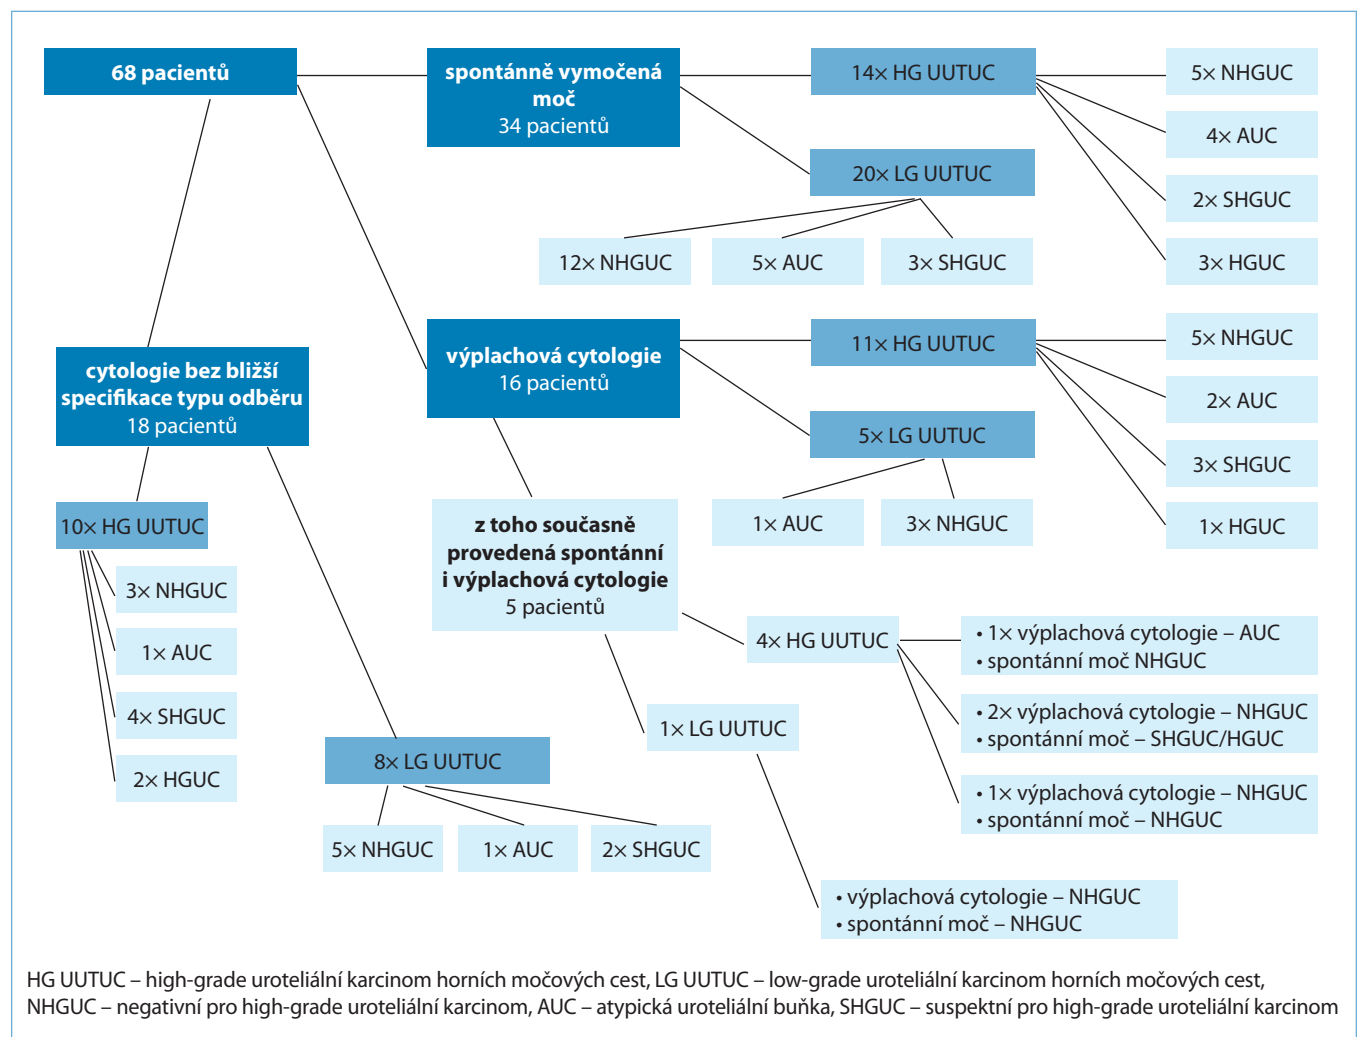 68 pacientů
spontánně vymočená
moč
34 pacientů
14× HG UUTUC
5× NHGUC
4× AUC
2× SHGUC
3× HGUC
20× LG UUTUC
12× NHGUC
5× AUC
3× SHGUC
výplachová cytologie
16 pacientů
11× HG UUTUC
5× NHGUC
2× AUC
3× SHGUC
1× HGUC
5× LG UUTUC
1× AUC
3× NHGUC
cytologie bez bližší
specifikace typu odběru
18 pacientů
10× HG UUTUC
3× NHGUC
1× AUC
4× SHGUC
2× HGUC
8× LG UUTUC
5× NHGUC
1× AUC
2× SHGUC
z toho současně
provedená spontánní
i výplachová cytologie
5 pacientů
4× HG UUTUC
• 1× výplachová cytologie – AUC
• spontánní moč NHGUC
• 2× výplachová cytologie – NHGUC
• spontánní moč – SHGUC/HGUC
• 1× výplachová cytologie – NHGUC
• spontánní moč – NHGUC
1× LG UUTUC
• výplachová cytologie – NHGUC
• spontánní moč – NHGUC
HG UUTUC – high-grade uroteliální karcinom horních močových cest, LG UUTUC – low-grade uroteliální karcinom horních močových cest,
NHGUC – negativní pro high-grade uroteliální karcinom, AUC – atypická uroteliální buňka, SHGUC – suspektní pro high-grade uroteliální karcinom